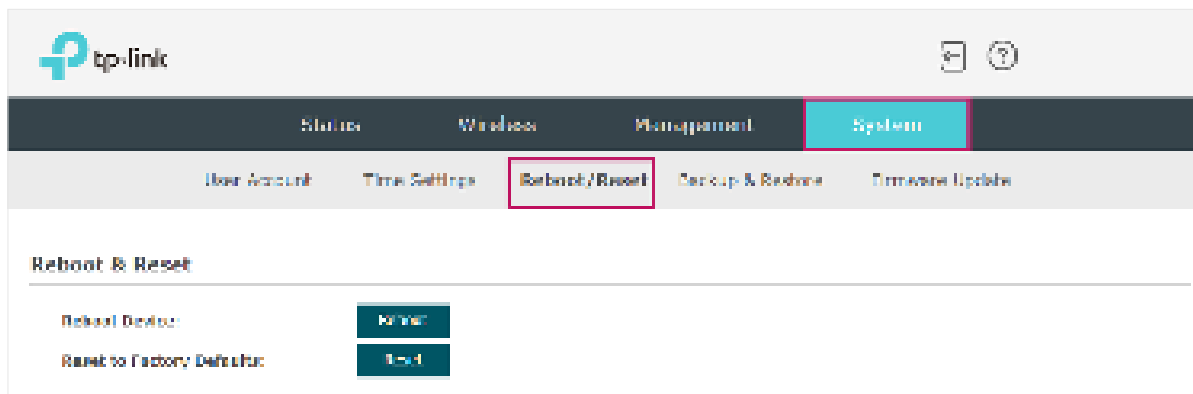 tp-link
Status Wireless Management System
User Account Time Settings Reboot/Reset Backup & Restore Firmware Update
Reboot & Reset
Reboot Device: Reboot
Reset to Factory Defaults: Reset